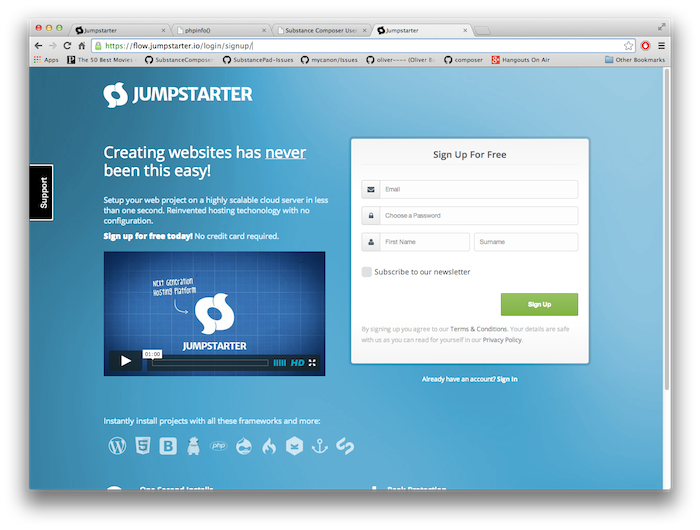 Jumpstarter
phpinfo()
Substance Composer User
Jumpstarter
https://flow.jumpstarter.io/login/signup/
Apps
The 50 Best Movies
SubstanceComposer
SubstancePad-Issues
mycanon/Issues
oliver---- (Oliver B
composer
Hangouts On Air
Other Bookmarks
JUMPSTARTER
Support
Creating websites has never
been this easy!
Setup your web project on a highly scalable cloud server in less
than one second. Reinvented hosting techonology with no
configuration.
Sign up for free today! No credit card required.
NEXT GENERATION
HOSTING PLATFORM
JUMPSTARTER
01:00
HD
Sign Up For Free
Email
Choose a Password
First Name
Surname
Subscribe to our newsletter
Sign Up
By signing up you agree to our Terms & Conditions. Your details are safe
with us as you can read for yourself in our Privacy Policy.
Already have an account? Sign In
Instantly install projects with all these frameworks and more:
php
One Second Installs